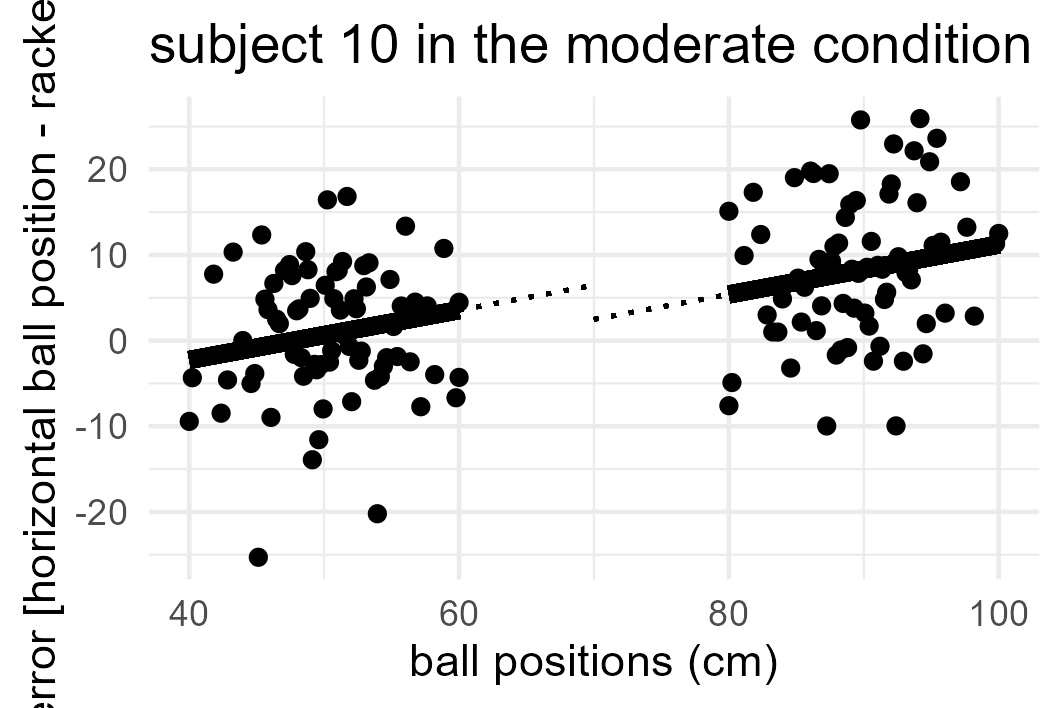 subject 10 in the moderate condition
error [horizontal ball position - racke
20
10
0
-10
-20
40 60 80 100
ball positions (cm)